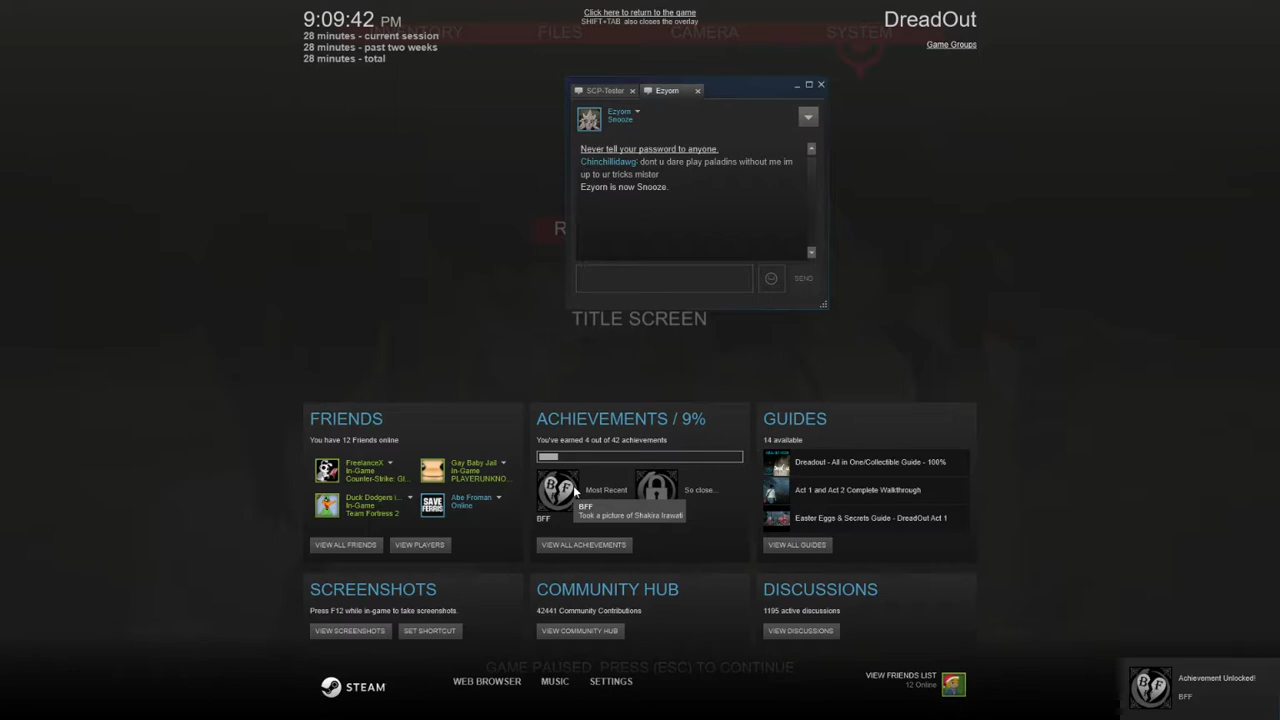 9:09:42 PM
28 minutes - current session
28 minutes - past two weeks
28 minutes - total
Click here to return to the game
SHIFT+TAB also closes the overlay
DreadOut
Game Groups
FILES
CAMERA
SYSTEM
SCP-Tester
Ezyorn
Ezyorn
Snooze
Never tell your password to anyone.
Chinchillidawg: dont u dare play paladins without me im
up to ur tricks mister
Ezyorn is now Snooze.
SEND
TITLE SCREEN
FRIENDS
You have 12 Friends online
FreelanceX
In-Game
Counter-Strike: Gl...
Gay Baby Jail
In-Game
PLAYERUNKNO...
Duck Dodgers i...
In-Game
Team Fortress 2
SAVE
FERRIS
Abe Froman
Online
VIEW ALL FRIENDS
VIEW PLAYERS
ACHIEVEMENTS / 9%
You've earned 4 out of 42 achievements
Most Recent
So close...
BFF
BFF
Took a picture of Shakira Irawati
VIEW ALL ACHIEVEMENTS
GUIDES
14 available
Dreadout - All in One/Collectible Guide - 100%
Act 1 and Act 2 Complete Walkthrough
Easter Eggs & Secrets Guide - DreadOut Act 1
VIEW ALL GUIDES
SCREENSHOTS
Press F12 while in-game to take screenshots.
VIEW SCREENSHOTS
SET SHORTCUT
COMMUNITY HUB
42441 Community Contributions
VIEW COMMUNITY HUB
DISCUSSIONS
1195 active discussions
VIEW DISCUSSIONS
GAME PAUSED, PRESS (ESC) TO CONTINUE
STEAM
WEB BROWSER
MUSIC
SETTINGS
VIEW FRIENDS LIST
12 Online
Achievement Unlocked!
BFF